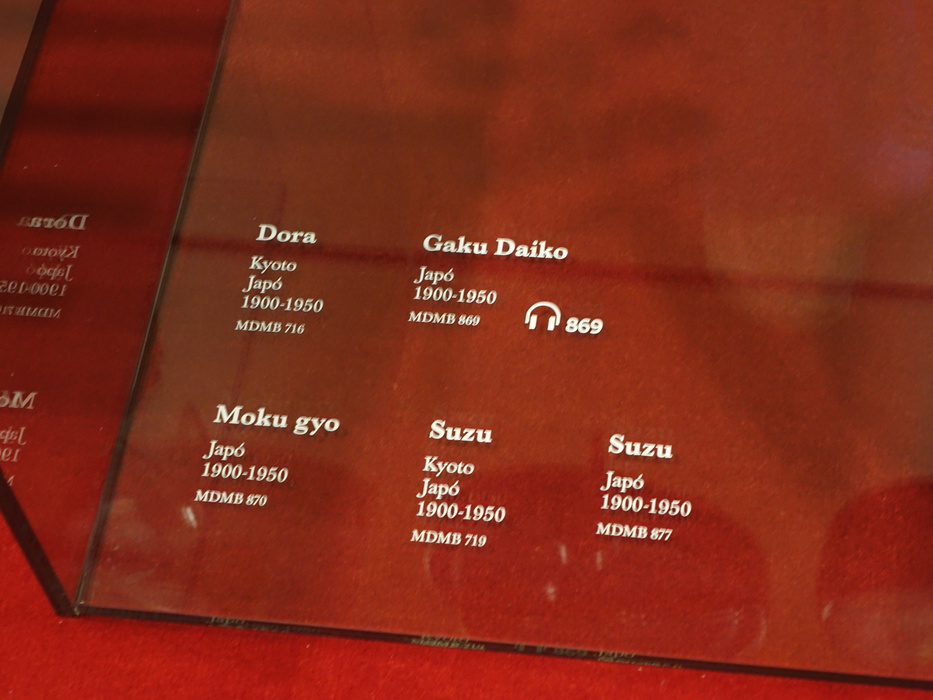 Dora
Kyoto
Japó
1900-1950
MDMB 716
Gaku Daiko
Japó
1900-1950
MDMB 869
869
Moku gyo
Japó
1900-1950
MDMB 870
Suzu
Kyoto
Japó
1900-1950
MDMB 719
Suzu
Japó
1900-1950
MDMB 877